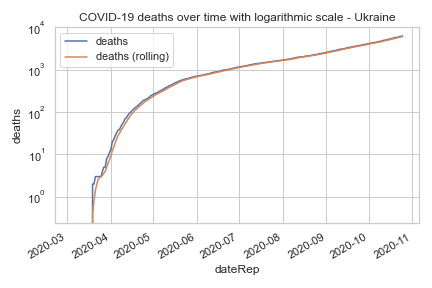 COVID-19 deaths over time with logarithmic scale - Ukraine
deaths
deaths (rolling)
10^4
10^3
10^2
10^1
10^0
deaths
2020-03
2020-04
2020-05
2020-06
2020-07
2020-08
2020-09
2020-10
2020-11
dateRep